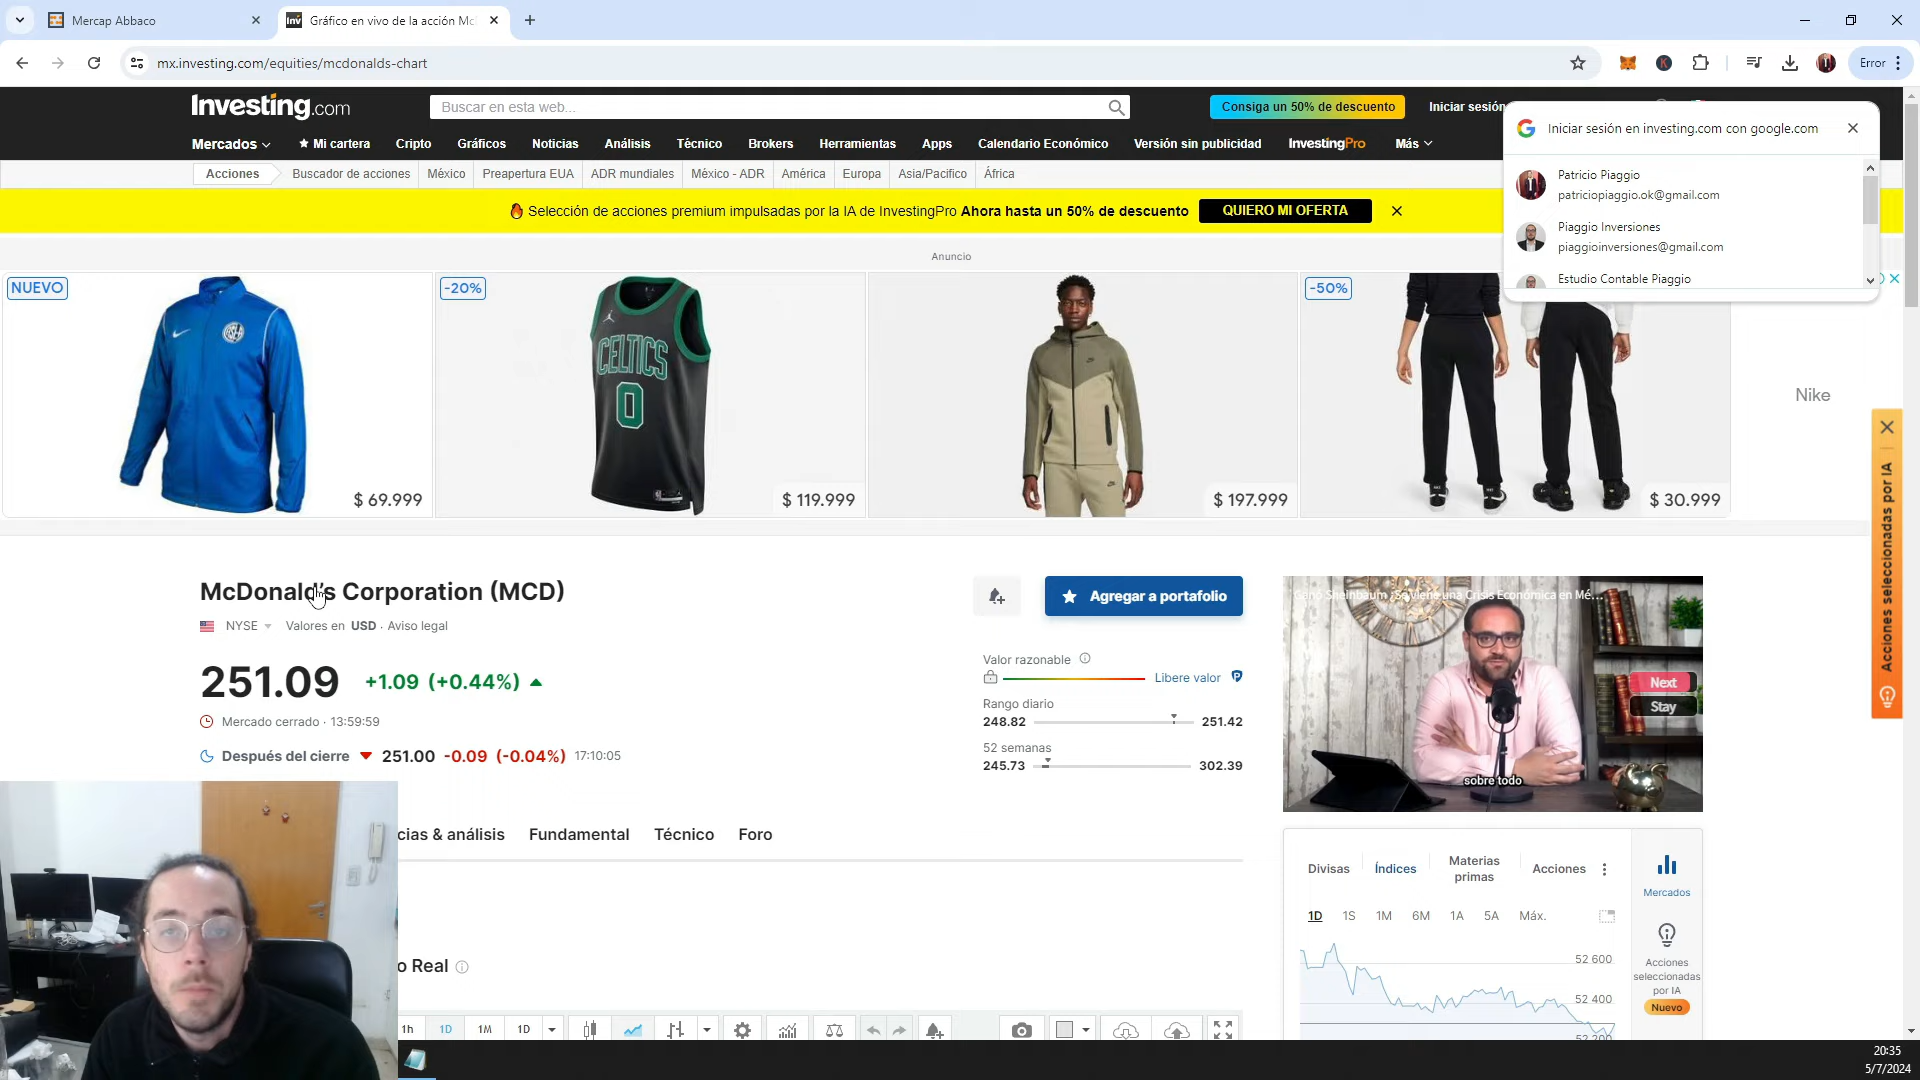 Mercap Abbaco
Gráfico en vivo de la acción Mc
mx.investing.com/equities/mcdonalds-chart
Error
Investing.com
Buscar en esta web...
Consiga un 50% de descuento
Iniciar sesión
Mercados
Mi cartera
Cripto
Gráficos
Noticias
Análisis
Técnico
Brokers
Herramientas
Apps
Calendario Económico
Versión sin publicidad
InvestingPro
Más
Acciones
Buscador de acciones
México
Preapertura EUA
ADR mundiales
México - ADR
América
Europa
Asia/Pacifico
África
Selección de acciones premium impulsadas por la IA de InvestingPro Ahora hasta un 50% de descuento
QUIERO MI OFERTA
Iniciar sesión en investing.com con google.com
Patricio Piaggio
patriciopiaggio.ok@gmail.com
Piaggio Inversiones
piaggioinversiones@gmail.com
Estudio Contable Piaggio
Anuncio
NUEVO
$ 69.999
-20%
CELTICS
0
$ 119.999
$ 197.999
-50%
$ 30.999
Nike
Acciones seleccionadas por IA
McDonald's Corporation (MCD)
NYSE
Valores en USD · Aviso legal
251.09
+1.09 (+0.44%)
Mercado cerrado · 13:59:59
Después del cierre
251.00 -0.09 (-0.04%) 17:10:05
Agregar a portafolio
Valor razonable
Libere valor
Rango diario
248.82
251.42
52 semanas
245.73
302.39
Ganó Sheinbaum ¿Se viene una Crisis Económica en Mé...
Next
Stay
sobre todo
cias & análisis
Fundamental
Técnico
Foro
o Real
1h
1D
1M
1D
Divisas
Índices
Materias
primas
Acciones
1D
1S
1M
6M
1A
5A
Máx.
52 600
52 400
52 200
Mercados
Acciones
seleccionadas
por IA
Nuevo
20:35
5/7/2024